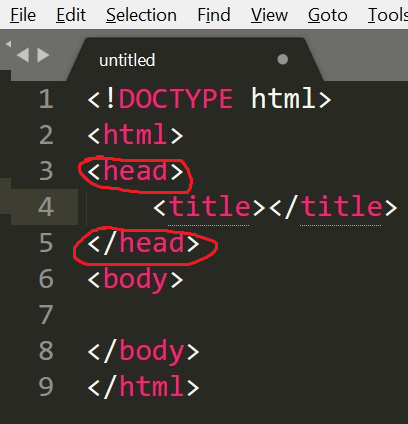 File Edit Selection Find View Goto Tools
untitled
1 <!DOCTYPE html>
2 <html>
3 <head>
4 <title></title>
5 </head>
6 <body>
7
8 </body>
9 </html>